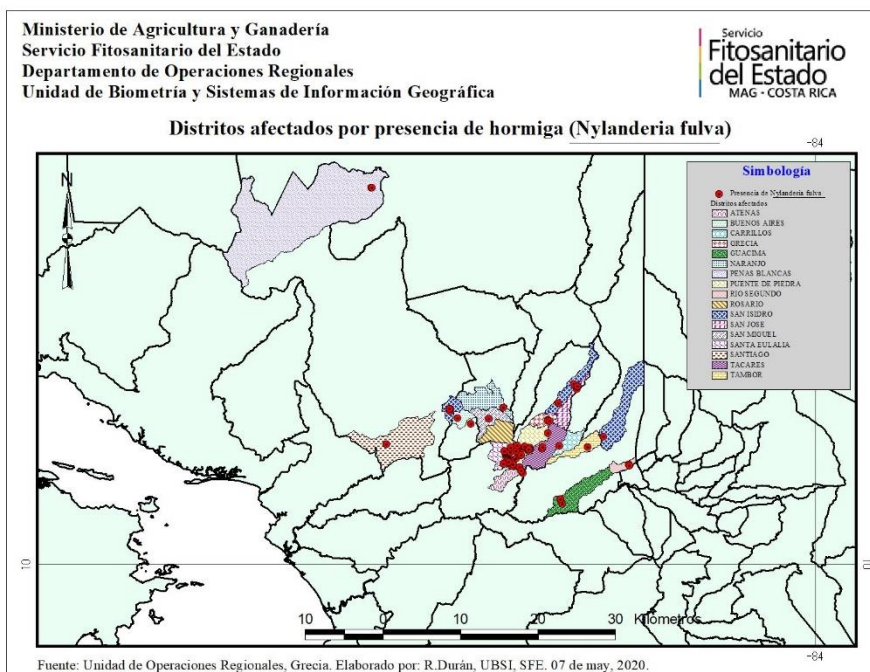 Ministerio de Agricultura y Ganadería
Servicio Fitosanitario del Estado
Departamento de Operaciones Regionales
Unidad de Biometría y Sistemas de Información Geográfica
Servicio
Fitosanitario
del Estado
MAG - COSTA RICA
Distritos afectados por presencia de hormiga (Nylanderia fulva)
-84
N
Simbología
Presencia de Nylanderia fulva
Distritos afectados
ATENAS
BUENOS AIRES
CARRILLOS
GRECIA
GUACIMA
NARANJO
PENAS BLANCAS
PUENTE DE PIEDRA
RIO SEGUNDO
ROSARIO
SAN ISIDRO
SAN JOSE
SAN MIGUEL
SANTA EULALIA
SANTIAGO
TACARES
TAMBOR
10
10
10 0 10 20 30 Kilómetros
-84
Fuente: Unidad de Operaciones Regionales, Grecia. Elaborado por: R.Durán, UBSI, SFE. 07 de may, 2020.